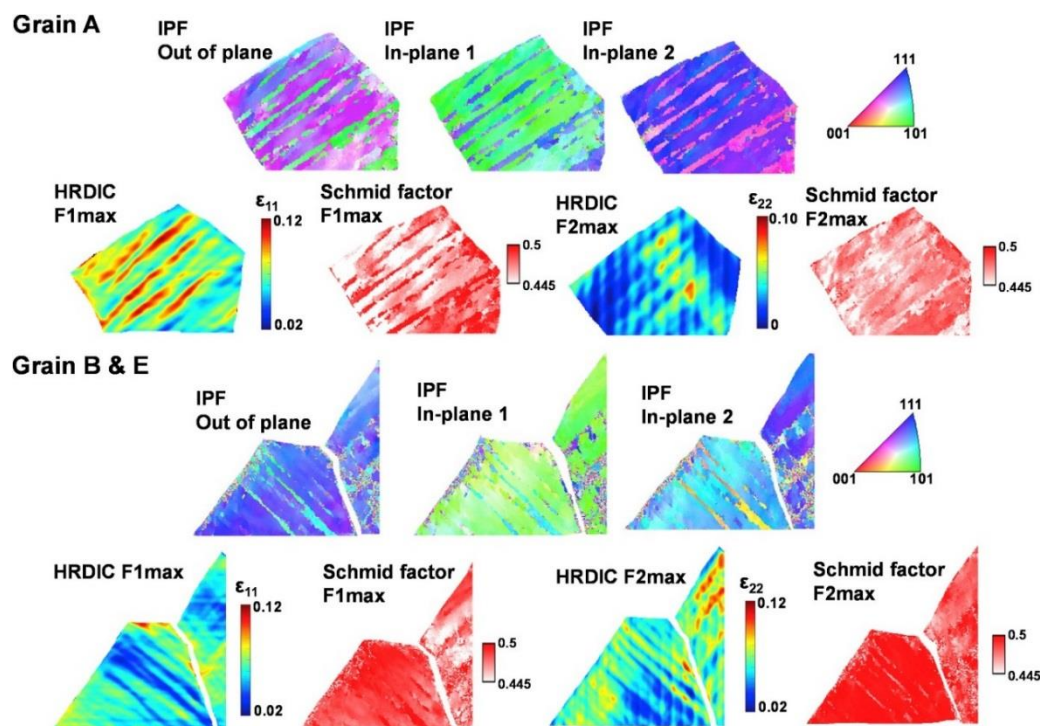 Grain A
IPF
Out of plane
IPF
In-plane 1
IPF
In-plane 2
111
001
101
HRDIC
F1max
ε11
0.12
0.02
Schmid factor
F1max
0.5
0.445
HRDIC
F2max
ε22
0.10
0
Schmid factor
F2max
0.5
0.445
Grain B & E
IPF
Out of plane
IPF
In-plane 1
IPF
In-plane 2
111
001
101
HRDIC F1max
ε11
0.12
0.02
Schmid factor
F1max
0.5
0.445
HRDIC F2max
ε22
0.12
0.02
Schmid factor
F2max
0.5
0.445